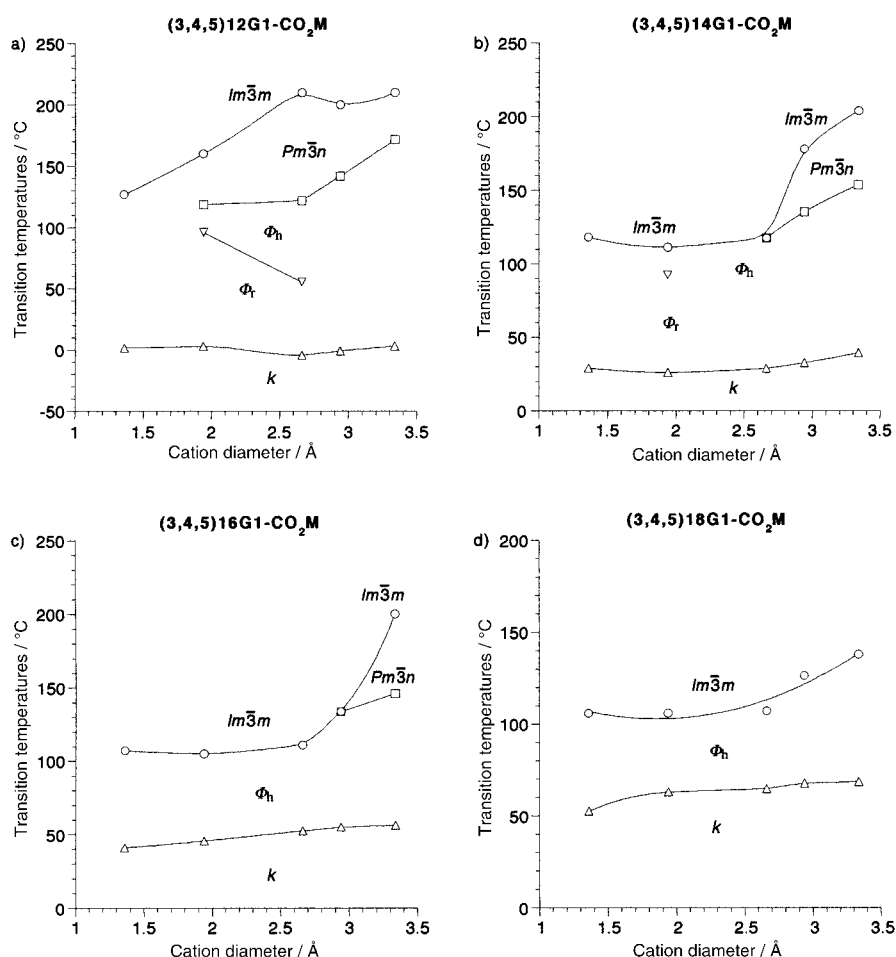 a)
(3,4,5)12G1-CO₂M
Transition temperatures / °C
250
200
150
100
50
0
-50
Im3̅m
Pm3̅n
Φh
Φr
k
1 1.5 2 2.5 3 3.5
Cation diameter / Å
b)
(3,4,5)14G1-CO₂M
Transition temperatures / °C
250
200
150
100
50
0
Im3̅m
Pm3̅n
Im3̅m
Φh
Φr
k
1 1.5 2 2.5 3 3.5
Cation diameter / Å
c)
(3,4,5)16G1-CO₂M
Transition temperatures / °C
250
200
150
100
50
0
Im3̅m
Pm3̅n
Im3̅m
Φh
k
1 1.5 2 2.5 3 3.5
Cation diameter / Å
d)
(3,4,5)18G1-CO₂M
Transition temperatures / °C
200
150
100
50
0
Im3̅m
Φh
k
1 1.5 2 2.5 3 3.5
Cation diameter / Å